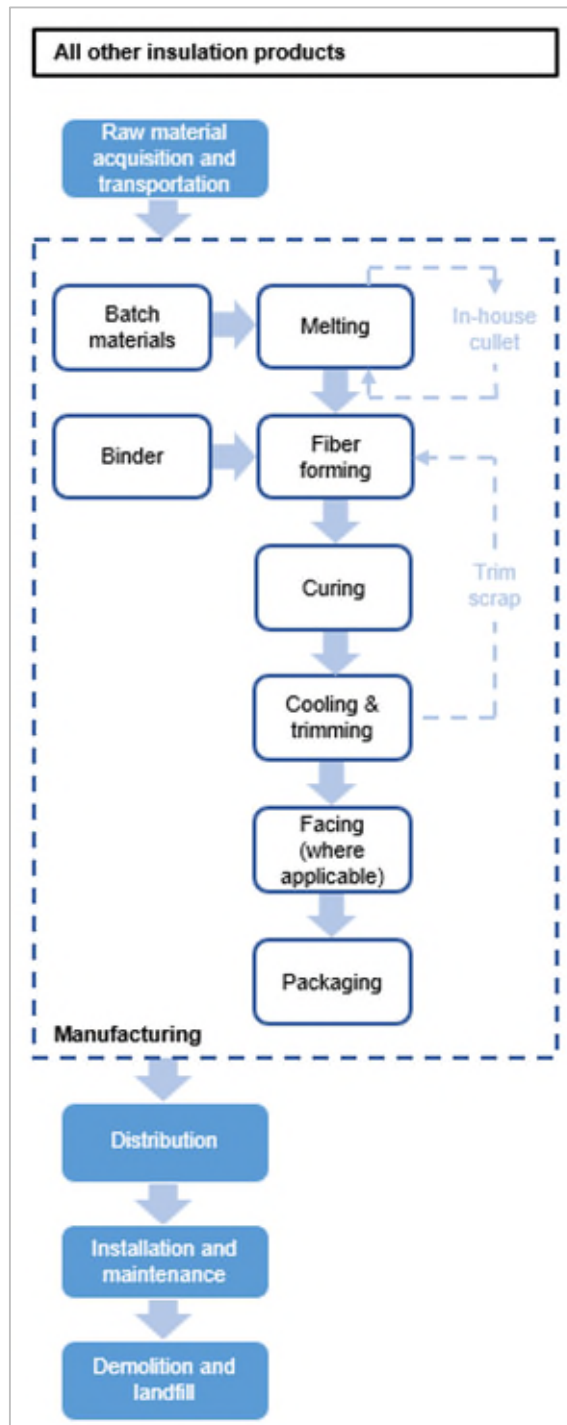 All other insulation products
Raw material
acquisition and
transportation
Batch
materials
Melting
In-house
cullet
Binder
Fiber
forming
Curing
Trim
scrap
Cooling &
trimming
Facing
(where
applicable)
Packaging
Manufacturing
Distribution
Installation and
maintenance
Demolition and
landfill